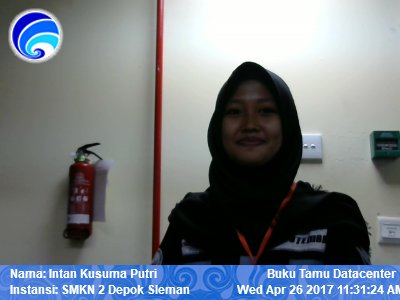 Nama: Intan Kusuma Putri
Buku Tamu Datacenter
Instansi: SMKN 2 Depok Sleman
Wed Apr 26 2017 11:31:24 AM